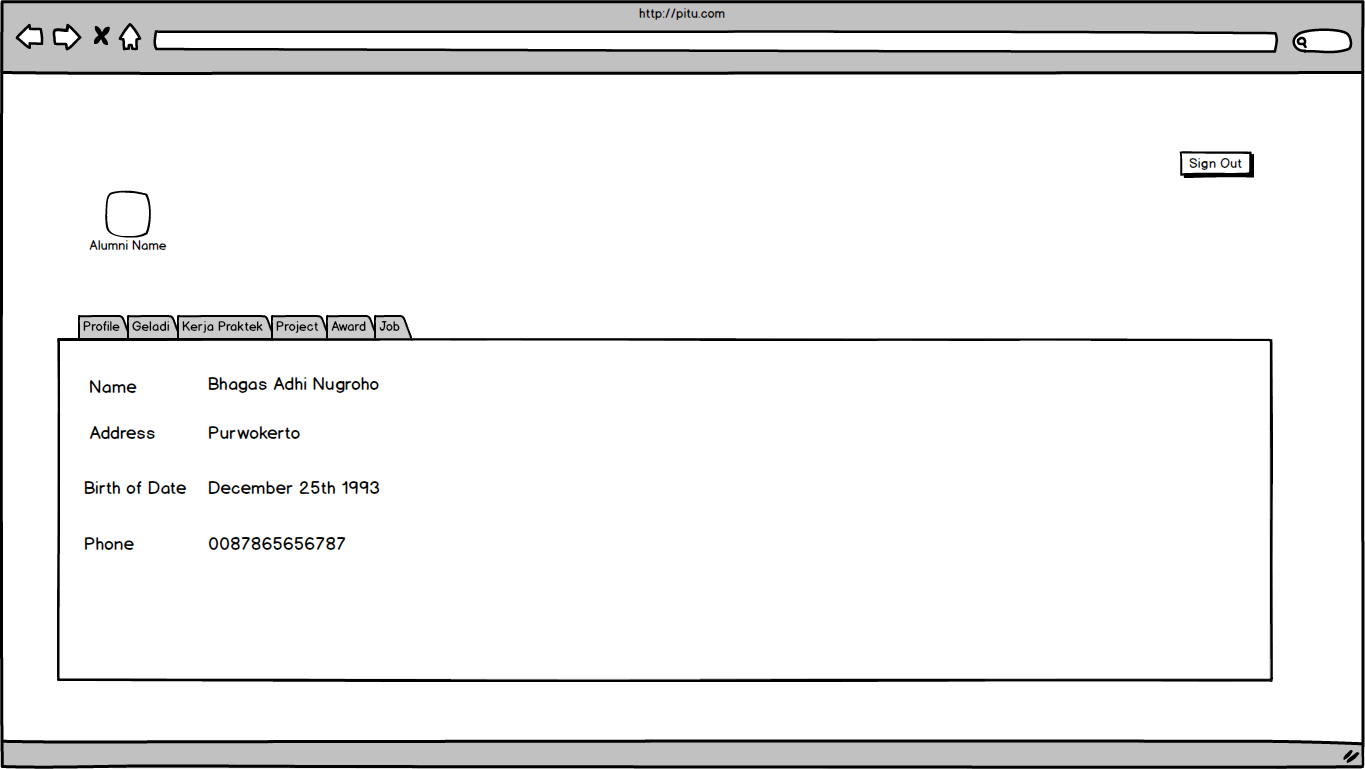 http://pitu.com
Sign Out
Alumni Name
Profile Geladi Kerja Praktek Project Award Job
Name Bhagas Adhi Nugroho
Address Purwokerto
Birth of Date December 25th 1993
Phone 0087865656787